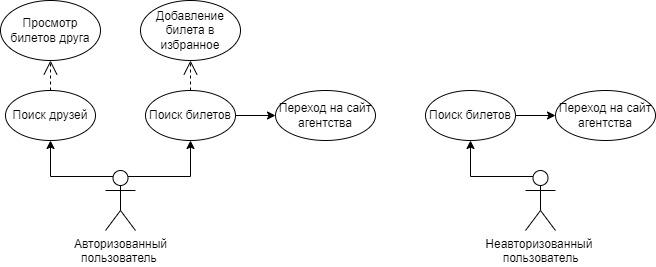 Просмотр
билетов друга
Добавление
билета в
избранное
Поиск друзей
Поиск билетов
Переход на сайт
агентства
Поиск билетов
Переход на сайт
агентства
Авторизованный
пользователь
Неавторизованный
пользователь